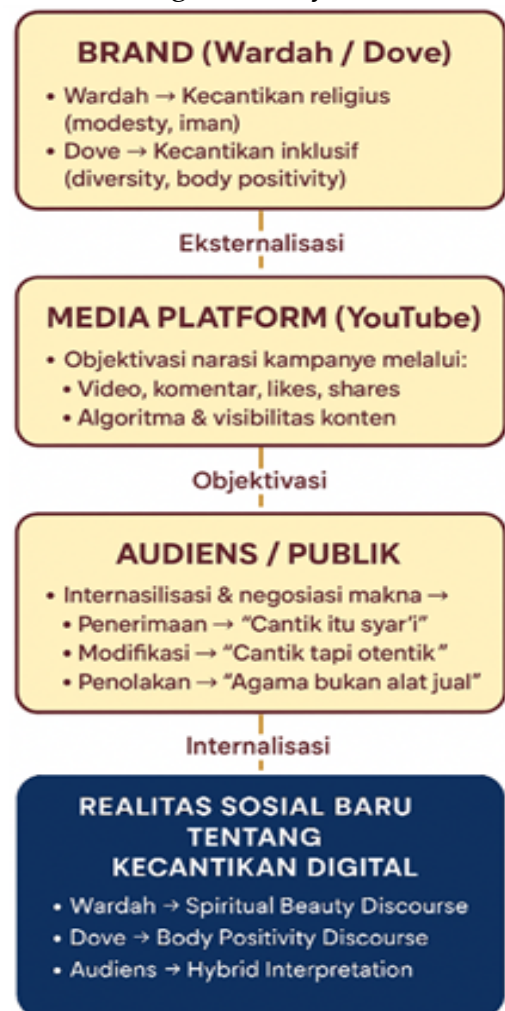 BRAND (Wardah / Dove)
• Wardah → Kecantikan religius
(modesty, iman)
• Dove → Kecantikan inklusif
(diversity, body positivity)
Eksternalisasi
MEDIA PLATFORM (YouTube)
• Objektivasi narasi kampanye melalui:
• Video, komentar, likes, shares
• Algoritma & visibilitas konten
Objektivasi
AUDIENS / PUBLIK
• Internasilisasi & negosiasi makna →
• Penerimaan → “Cantik itu syar’i”
• Modifikasi → “Cantik tapi otentik”
• Penolakan → “Agama bukan alat jual”
Internalisasi
REALITAS SOSIAL BARU
TENTANG
KECANTIKAN DIGITAL
• Wardah → Spiritual Beauty Discourse
• Dove → Body Positivity Discourse
• Audiens → Hybrid Interpretation